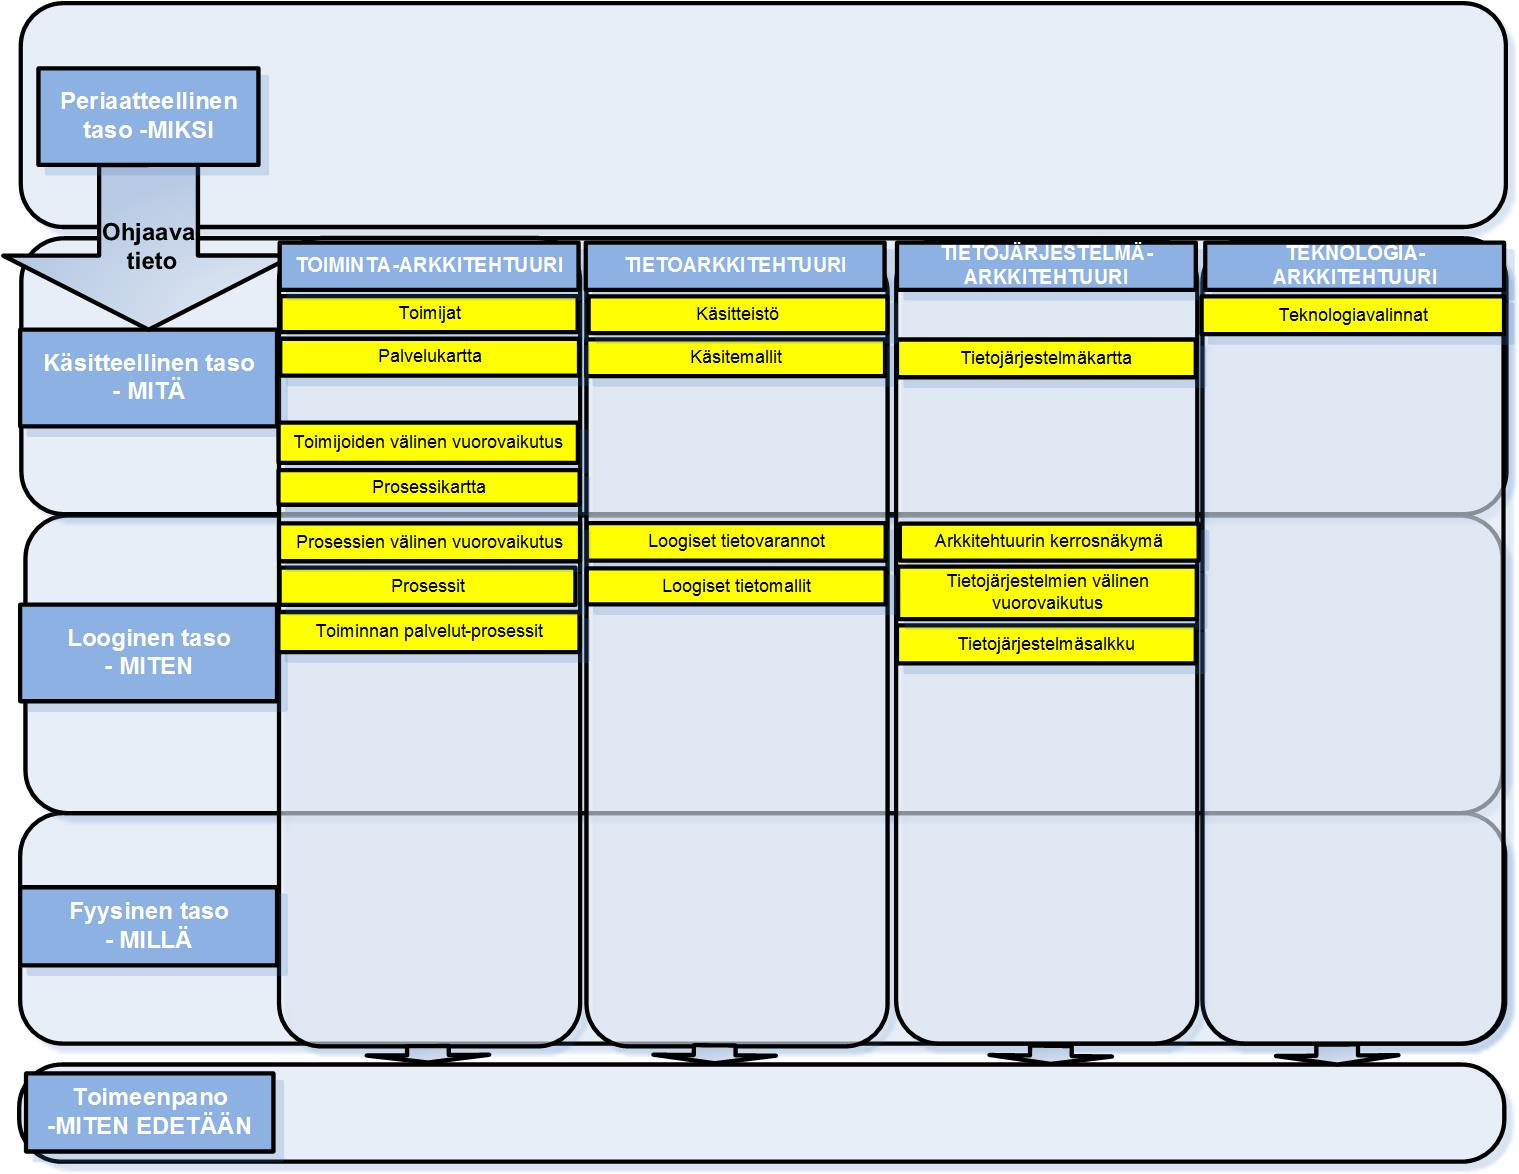 Periaatteellinen
taso -MIKSI
Ohjaava
tieto
TOIMINTA-ARKKITEHTUURI
TIETOARKKITEHTUURI
TIETOJÄRJESTELMÄ-
ARKKITEHTUURI
TEKNOLOGIA-
ARKKITEHTUURI
Käsitteellinen taso
- MITÄ
Toimijat
Käsitteistö
Teknologiavalinnat
Palvelukartta
Käsitemallit
Tietojärjestelmäkartta
Toimijoiden välinen vuorovaikutus
Prosessikartta
Looginen taso
- MITEN
Prosessien välinen vuorovaikutus
Loogiset tietovarannot
Arkkitehtuurin kerrosnäkymä
Prosessit
Loogiset tietomallit
Tietojärjestelmien välinen
vuorovaikutus
Toiminnan palvelut-prosessit
Tietojärjestelmäsalkku
Fyysinen taso
- MILLÄ
Toimeenpano
-MITEN EDETÄÄN